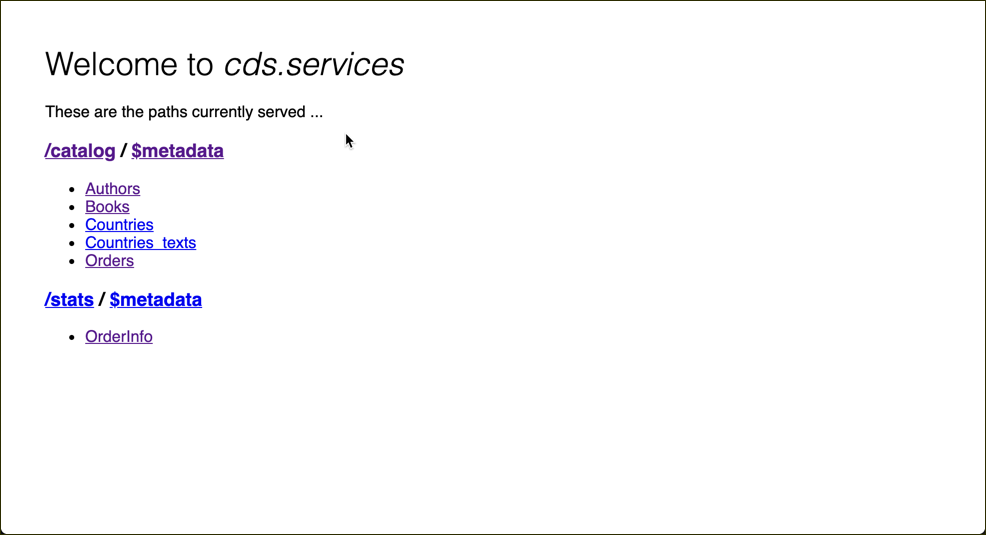 Welcome to cds.services
These are the paths currently served ...
/catalog / $metadata
Authors
Books
Countries
Countries_texts
Orders
/stats / $metadata
OrderInfo